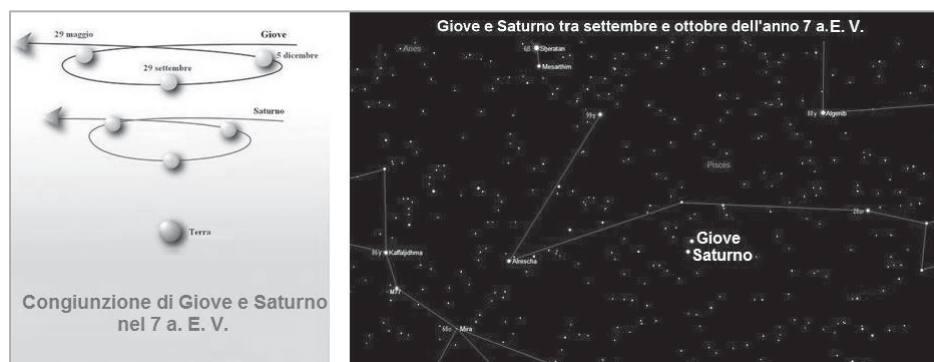 29 maggio
Giove
5 dicembre
29 settembre
Saturno
Terra
Congiunzione di Giove e Saturno
nel 7 a. E. V.
Giove e Saturno tra settembre e ottobre dell'anno 7 a. E. V.
Aries
Sheratan
Mesarthim
Algenib
Pisces
Giove
Saturno
Kaffaljidhma
Alrescha
Mira